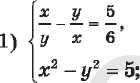 1) x/y − y/x = 5/6,
x² − y² = 5;